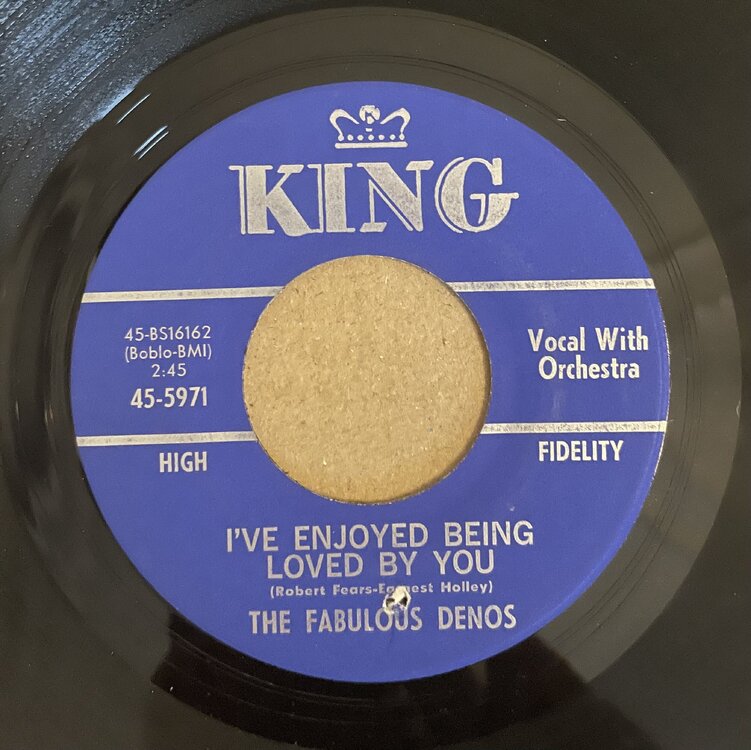 K
KING
45-BS16162
(Boblo-BMI)
2:45
45-5971
Vocal With
Orchestra
HIGH
FIDELITY
I'VE ENJOYED BEING
LOVED BY YOU
(Robert Fears-Earnest Holley)
THE FABULOUS DENOS